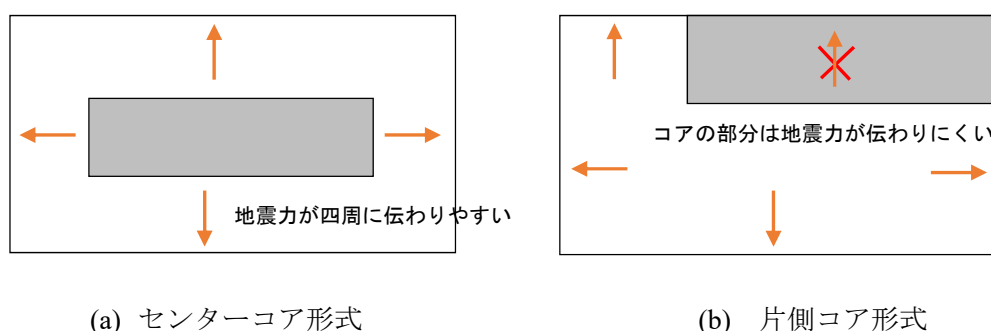 コアの部分は地震力が伝わりにくい
地震力が四周に伝わりやすい
(a) センターコア形式
(b) 片側コア形式